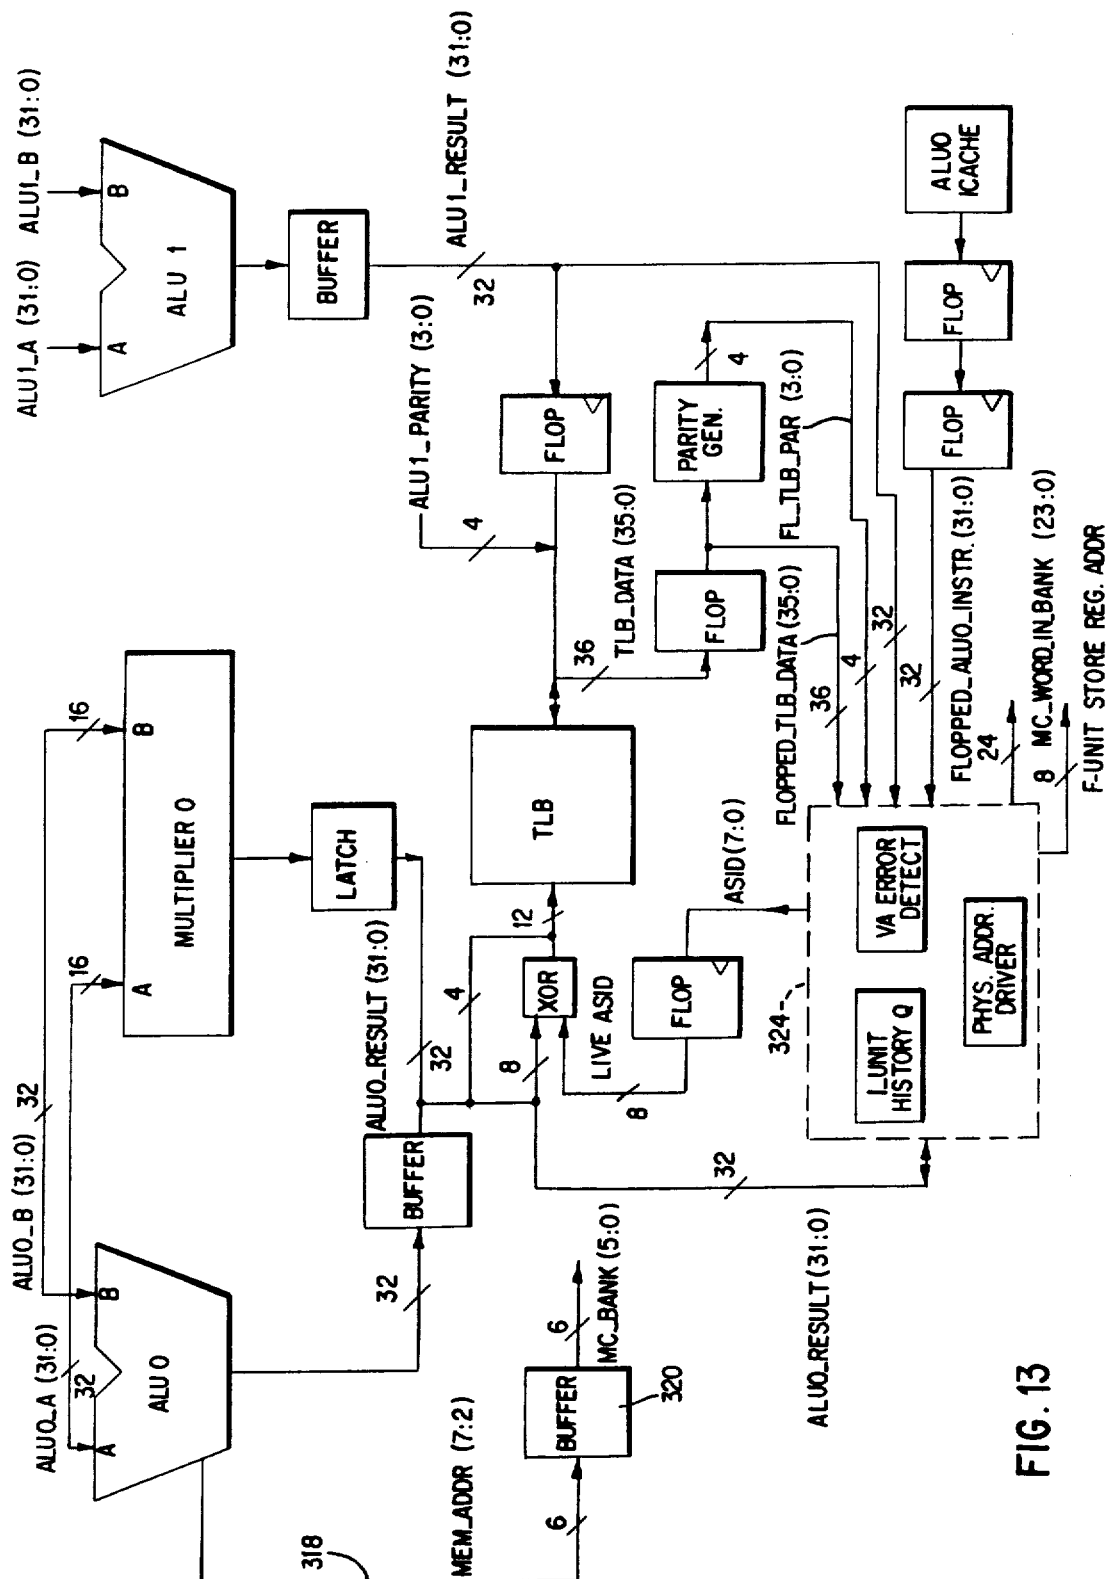 ALU0_A (31:0)
32
A
B
ALU 0
ALU0_B (31:0)
32
16
16
A
B
MULTIPLIER 0
LATCH
ALU1_A (31:0)
ALU1_B (31:0)
A
B
ALU 1
BUFFER
ALU1_RESULT (31:0)
32
318
MEM_ADDR (7:2)
6
BUFFER
320
6
MC_BANK (5:0)
32
BUFFER
ALU0_RESULT (31:0)
32
4
8
XOR
12
LIVE ASID
8
FLOP
ASID(7:0)
TLB
ALU1_PARITY (3:0)
4
FLOP
36
TLB_DATA (35:0)
FLOP
PARITY
GEN.
4
FLOPPED_TLB_DATA (35:0)
36
FL_TLB_PAR (3:0)
4
32
32
FLOP
FLOP
ALU0
ICACHE
FLOPPED_ALU0_INSTR. (31:0)
24
MC_WORD_IN_BANK (23:0)
8
F-UNIT STORE REG. ADDR
324
I_UNIT
HISTORY Q
VA ERROR
DETECT
PHYS. ADDR.
DRIVER
32
ALU0_RESULT (31:0)
FIG. 13